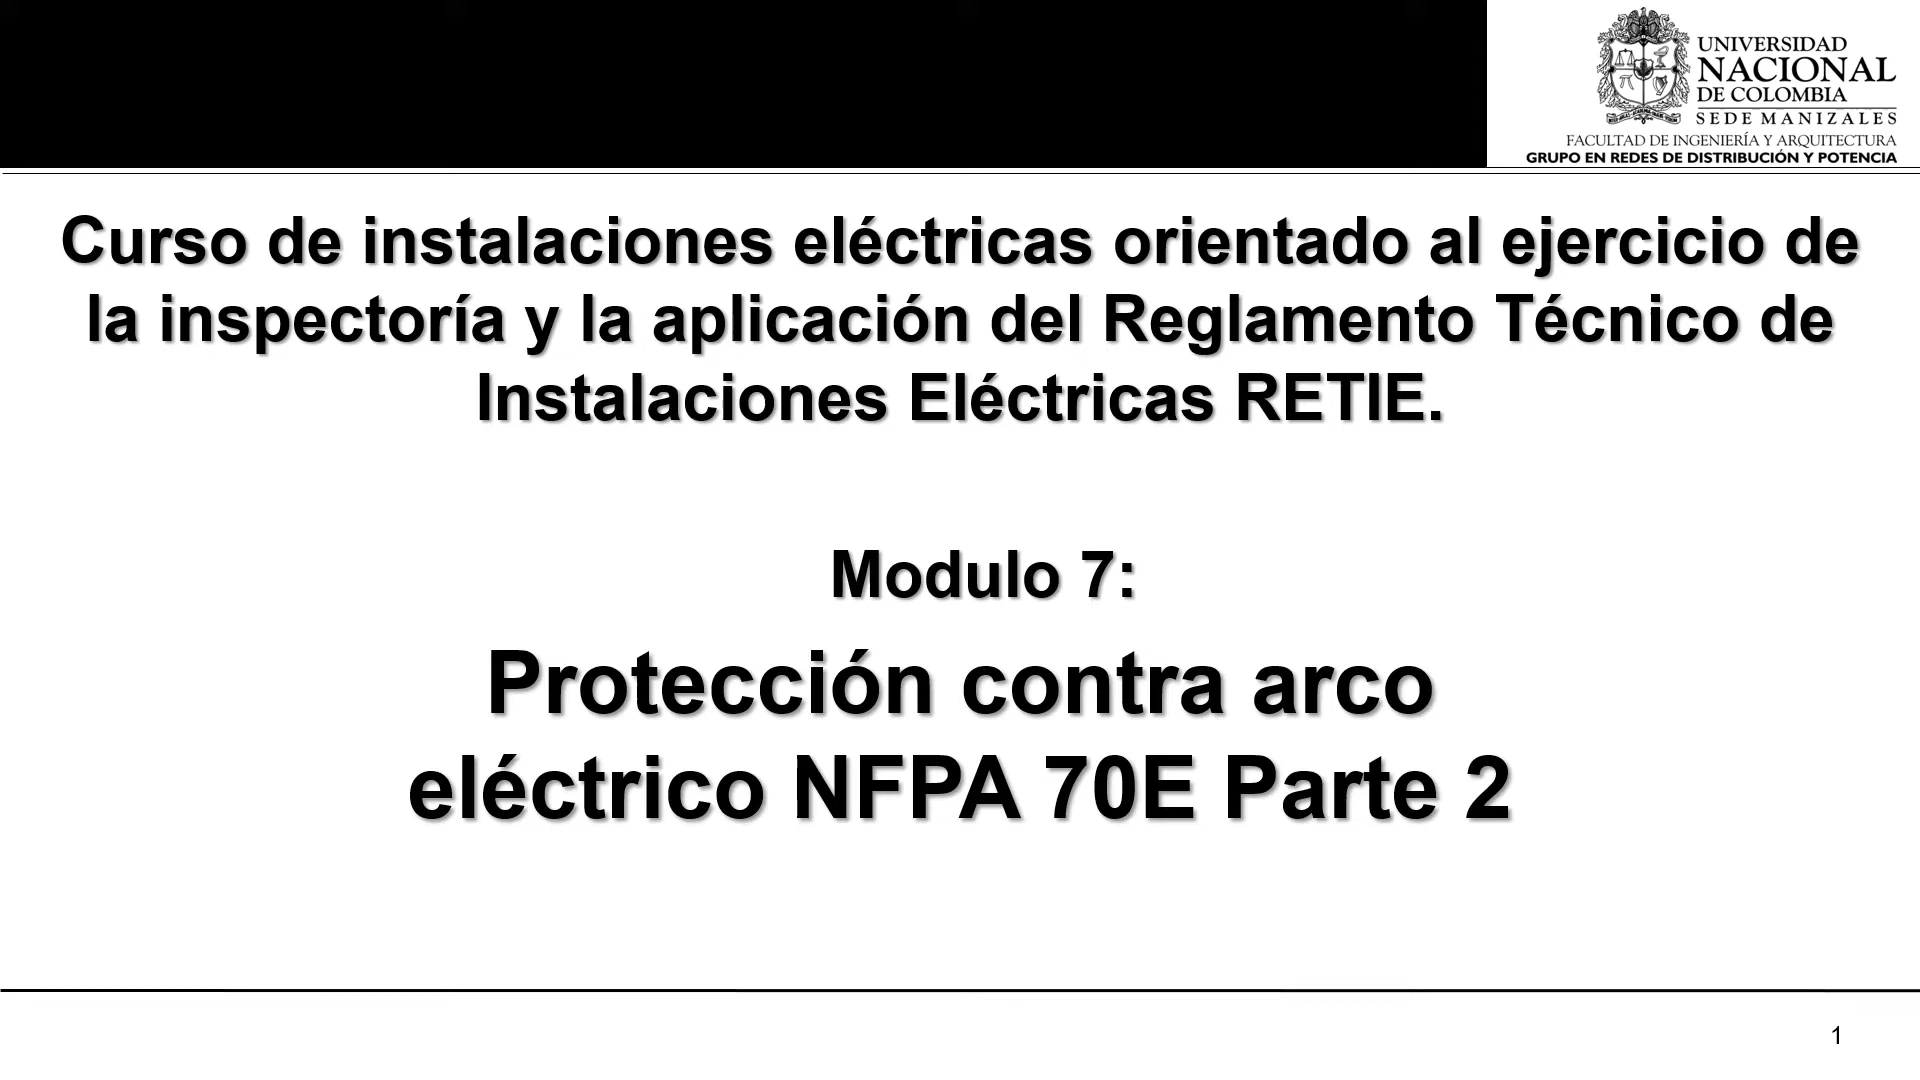 UNIVERSIDAD
NACIONAL
DE COLOMBIA
SEDE MANIZALES
FACULTAD DE INGENIERÍA Y ARQUITECTURA
GRUPO EN REDES DE DISTRIBUCIÓN Y POTENCIA
Curso de instalaciones eléctricas orientado al ejercicio de
la inspectoría y la aplicación del Reglamento Técnico de
Instalaciones Eléctricas RETIE.
Modulo 7:
Protección contra arco
eléctrico NFPA 70E Parte 2
1